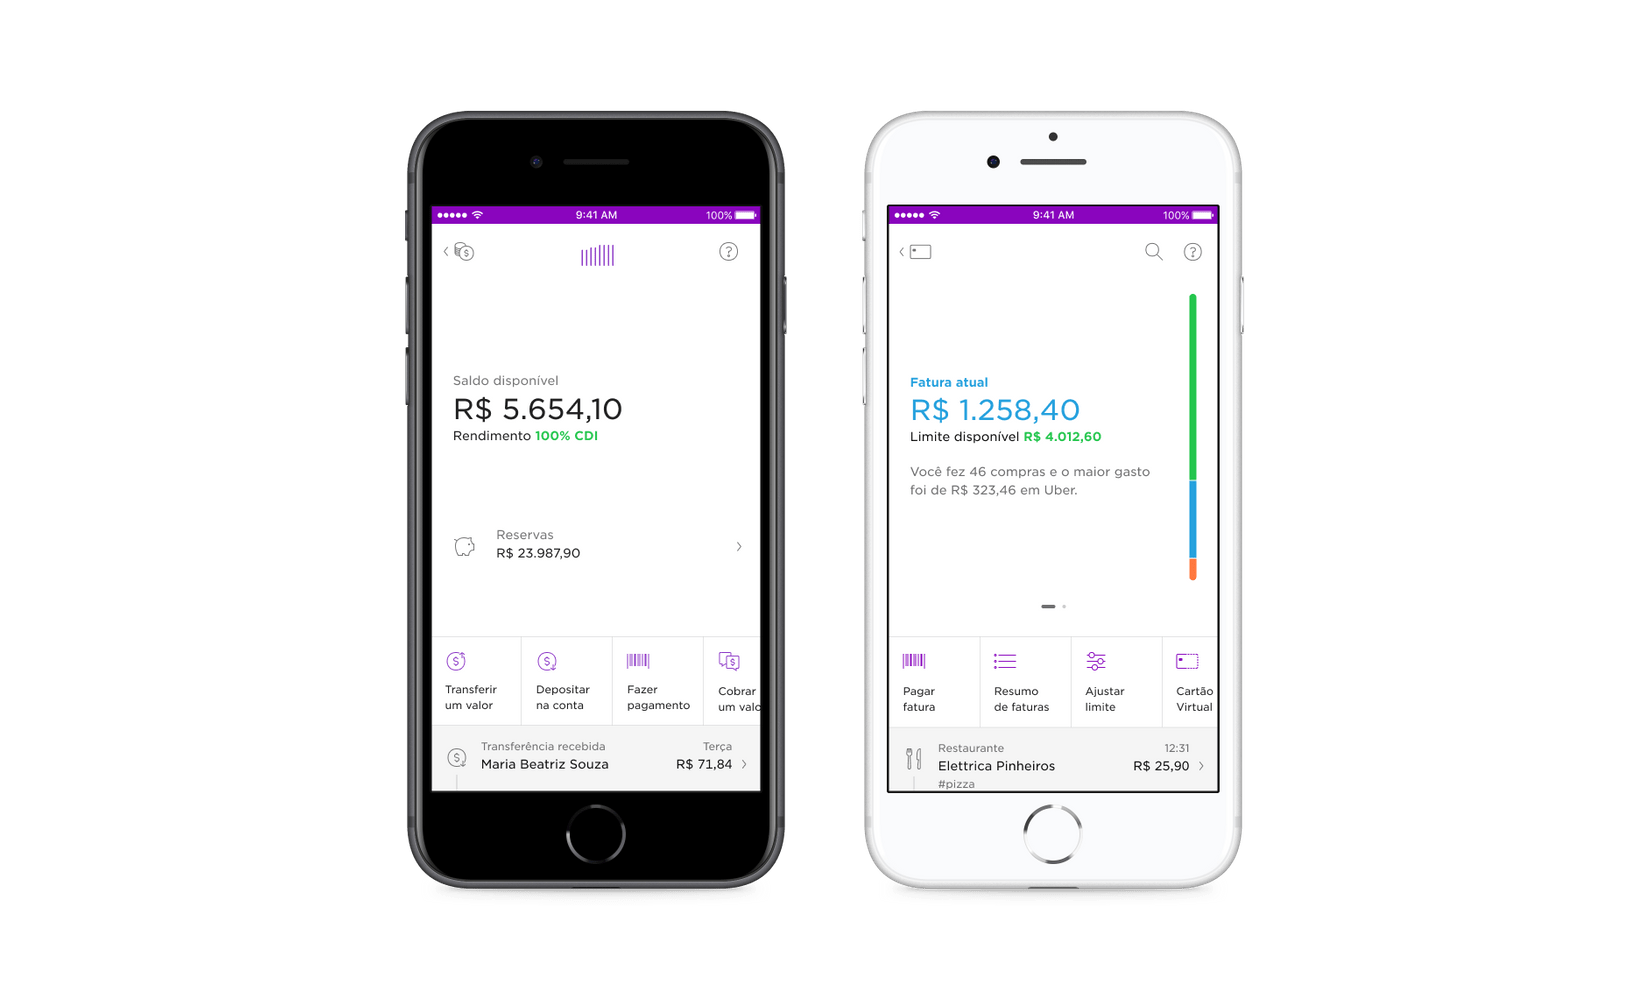 9:41 AM
100%
Saldo disponível
R$ 5.654,10
Rendimento 100% CDI
Reservas
R$ 23.987,90
Transferir
um valor
Depositar
na conta
Fazer
pagamento
Cobrar
um valo
Transferência recebida
Terça
Maria Beatriz Souza
R$ 71,84
9:41 AM
100%
Fatura atual
R$ 1.258,40
Limite disponível R$ 4.012,60
Você fez 46 compras e o maior gasto
foi de R$ 323,46 em Uber.
Pagar
fatura
Resumo
de faturas
Ajustar
limite
Cartão
Virtual
Restaurante
12:31
Elettrica Pinheiros
R$ 25,90
#pizza